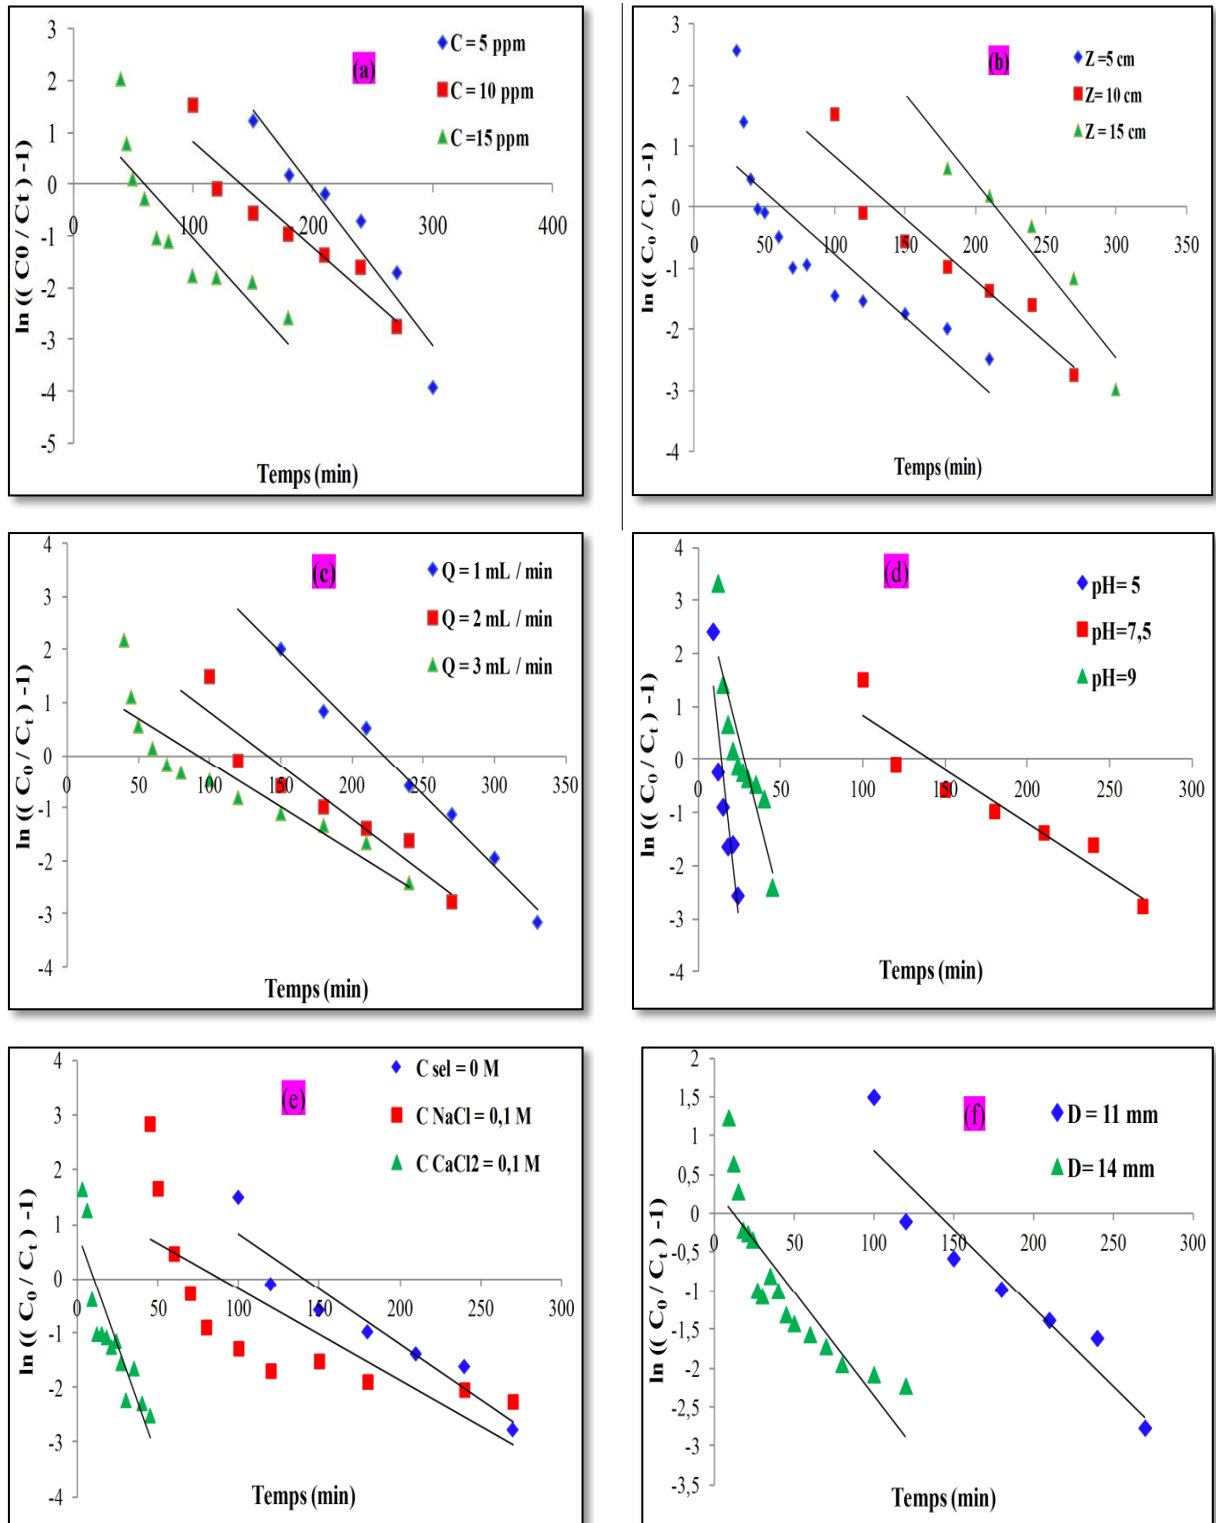 (a)
C = 5 ppm
C = 10 ppm
C =15 ppm
ln (( C0 / Ct ) -1)
3
2
1
0
-1
-2
-3
-4
-5
0
100
200
300
400
Temps (min)
(b)
Z =5 cm
Z= 10 cm
Z= 15 cm
ln (( Co / Ct ) -1)
3
2
1
0
-1
-2
-3
-4
0
50
100
150
200
250
300
350
Temps (min)
(c)
Q = 1 mL / min
Q = 2 mL / min
Q = 3 mL / min
ln (( Co / Ct ) -1)
4
3
2
1
0
-1
-2
-3
-4
0
50
100
150
200
250
300
350
Temps (min)
(d)
pH= 5
pH=7,5
pH=9
ln (( Co / Ct ) -1)
4
3
2
1
0
-1
-2
-3
-4
0
50
100
150
200
250
300
Temps (min)
(e)
C sel = 0 M
C NaCl = 0,1 M
C CaCl2 = 0,1 M
ln (( Co / Ct ) -1)
4
3
2
1
0
-1
-2
-3
-4
0
50
100
150
200
250
300
Temps (min)
(f)
D = 11 mm
D= 14 mm
ln (( Co / Ct ) -1)
2
1,5
1
0,5
0
-0,5
-1
-1,5
-2
-2,5
-3
-3,5
0
50
100
150
200
250
300
Temps (min)